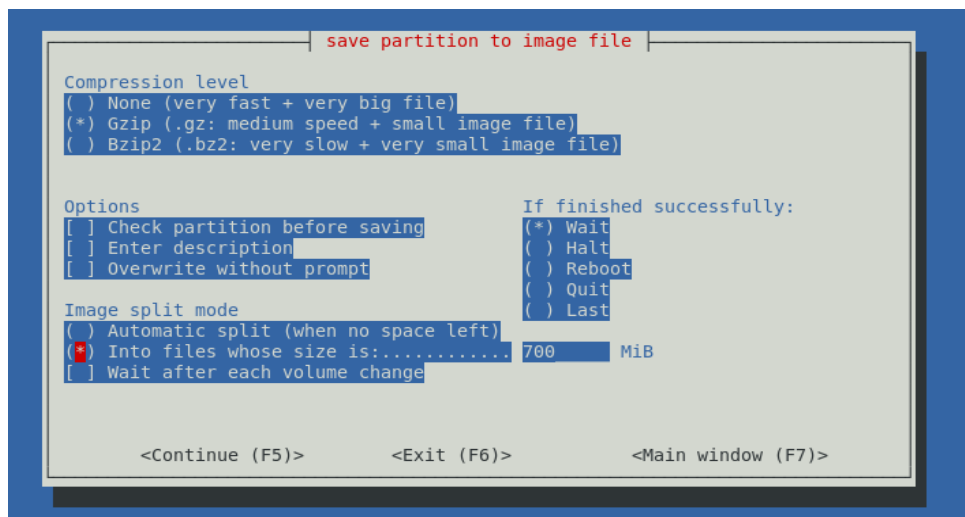 save partition to image file
Compression level
( ) None (very fast + very big file)
(*) Gzip (.gz: medium speed + small image file)
( ) Bzip2 (.bz2: very slow + very small image file)
Options
[ ] Check partition before saving
[ ] Enter description
[ ] Overwrite without prompt
If finished successfully:
(*) Wait
( ) Halt
( ) Reboot
( ) Quit
( ) Last
Image split mode
( ) Automatic split (when no space left)
(*) Into files whose size is:............ 700_____ MiB
[ ] Wait after each volume change
<Continue (F5)> <Exit (F6)> <Main window (F7)>